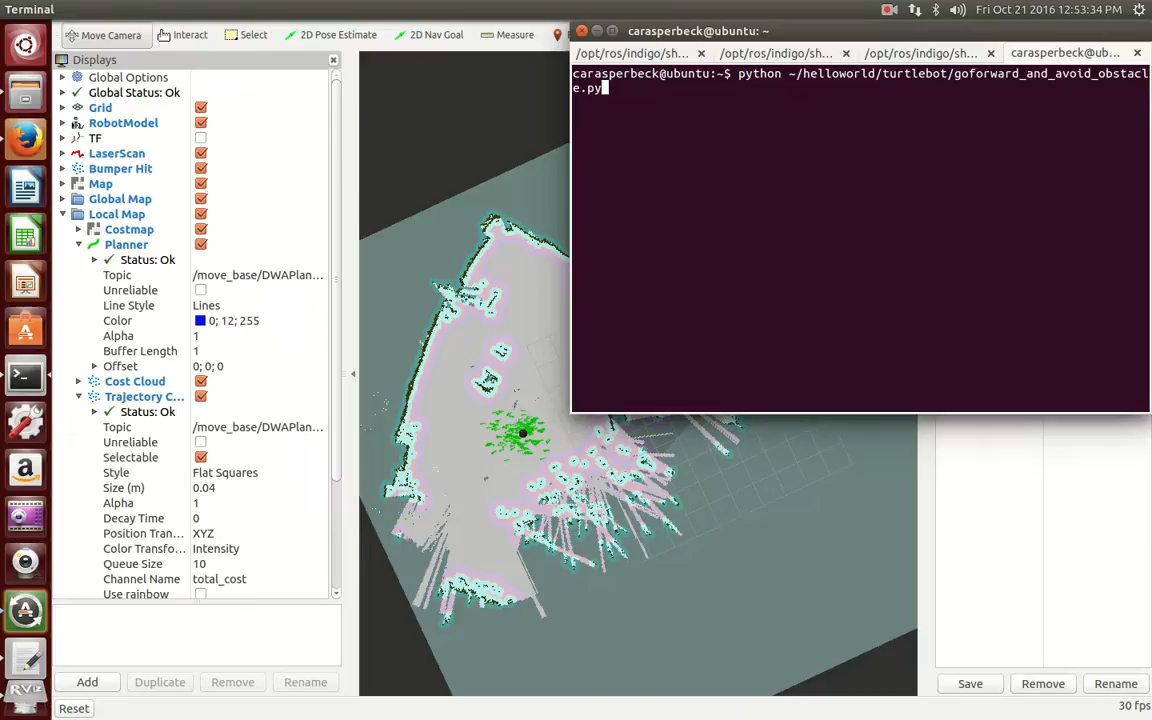 Terminal
Fri Oct 21 2016 12:53:34 PM
Move Camera
Interact
Select
2D Pose Estimate
2D Nav Goal
Measure
carasperbeck@ubuntu: ~
/opt/ros/indigo/sh...
/opt/ros/indigo/sh...
/opt/ros/indigo/sh...
carasperbeck@ub...
carasperbeck@ubuntu:~$ python ~/helloworld/turtlebot/goforward_and_avoid_obstacl
e.py
Displays
Global Options
Global Status: Ok
Grid
RobotModel
TF
LaserScan
Bumper Hit
Map
Global Map
Local Map
Costmap
Planner
Status: Ok
Topic /move_base/DWAPlan...
Unreliable
Line Style Lines
Color 0; 12; 255
Alpha 1
Buffer Length 1
Offset 0; 0; 0
Cost Cloud
Trajectory C...
Status: Ok
Topic /move_base/DWAPlan...
Unreliable
Selectable
Style Flat Squares
Size (m) 0.04
Alpha 1
Decay Time 0
Position Tran... XYZ
Color Transfo... Intensity
Queue Size 10
Channel Name total_cost
Use rainbow
Add
Duplicate
Remove
Rename
Save
Remove
Rename
Reset
30 fps
RViz